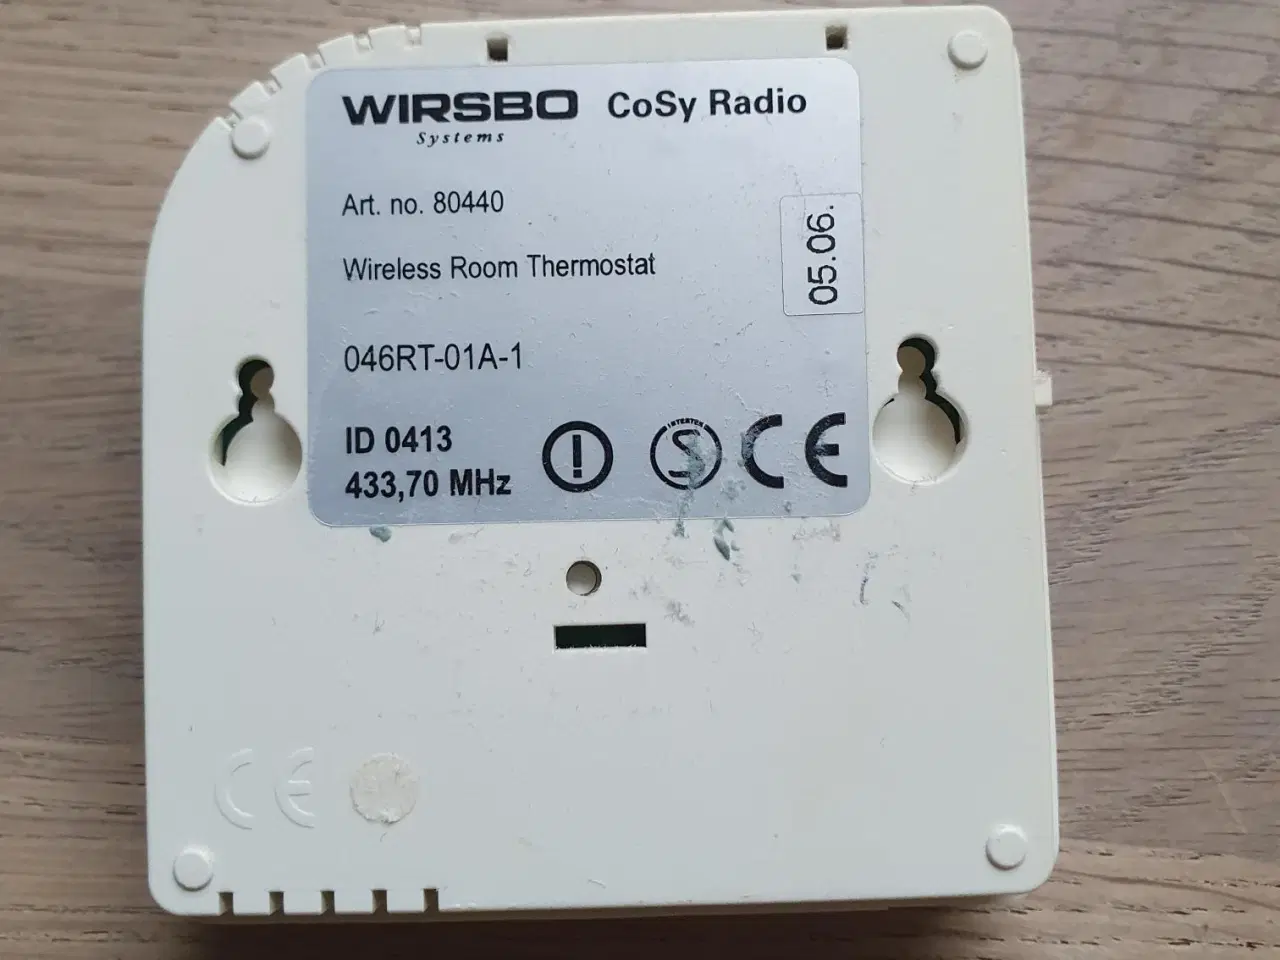 WIRSBO CoSy Radio
Systems
Art. no. 80440
05.06.
Wireless Room Thermostat
046RT-01A-1
ID 0413
433,70 MHz
INTERTEK
S
CE
CE